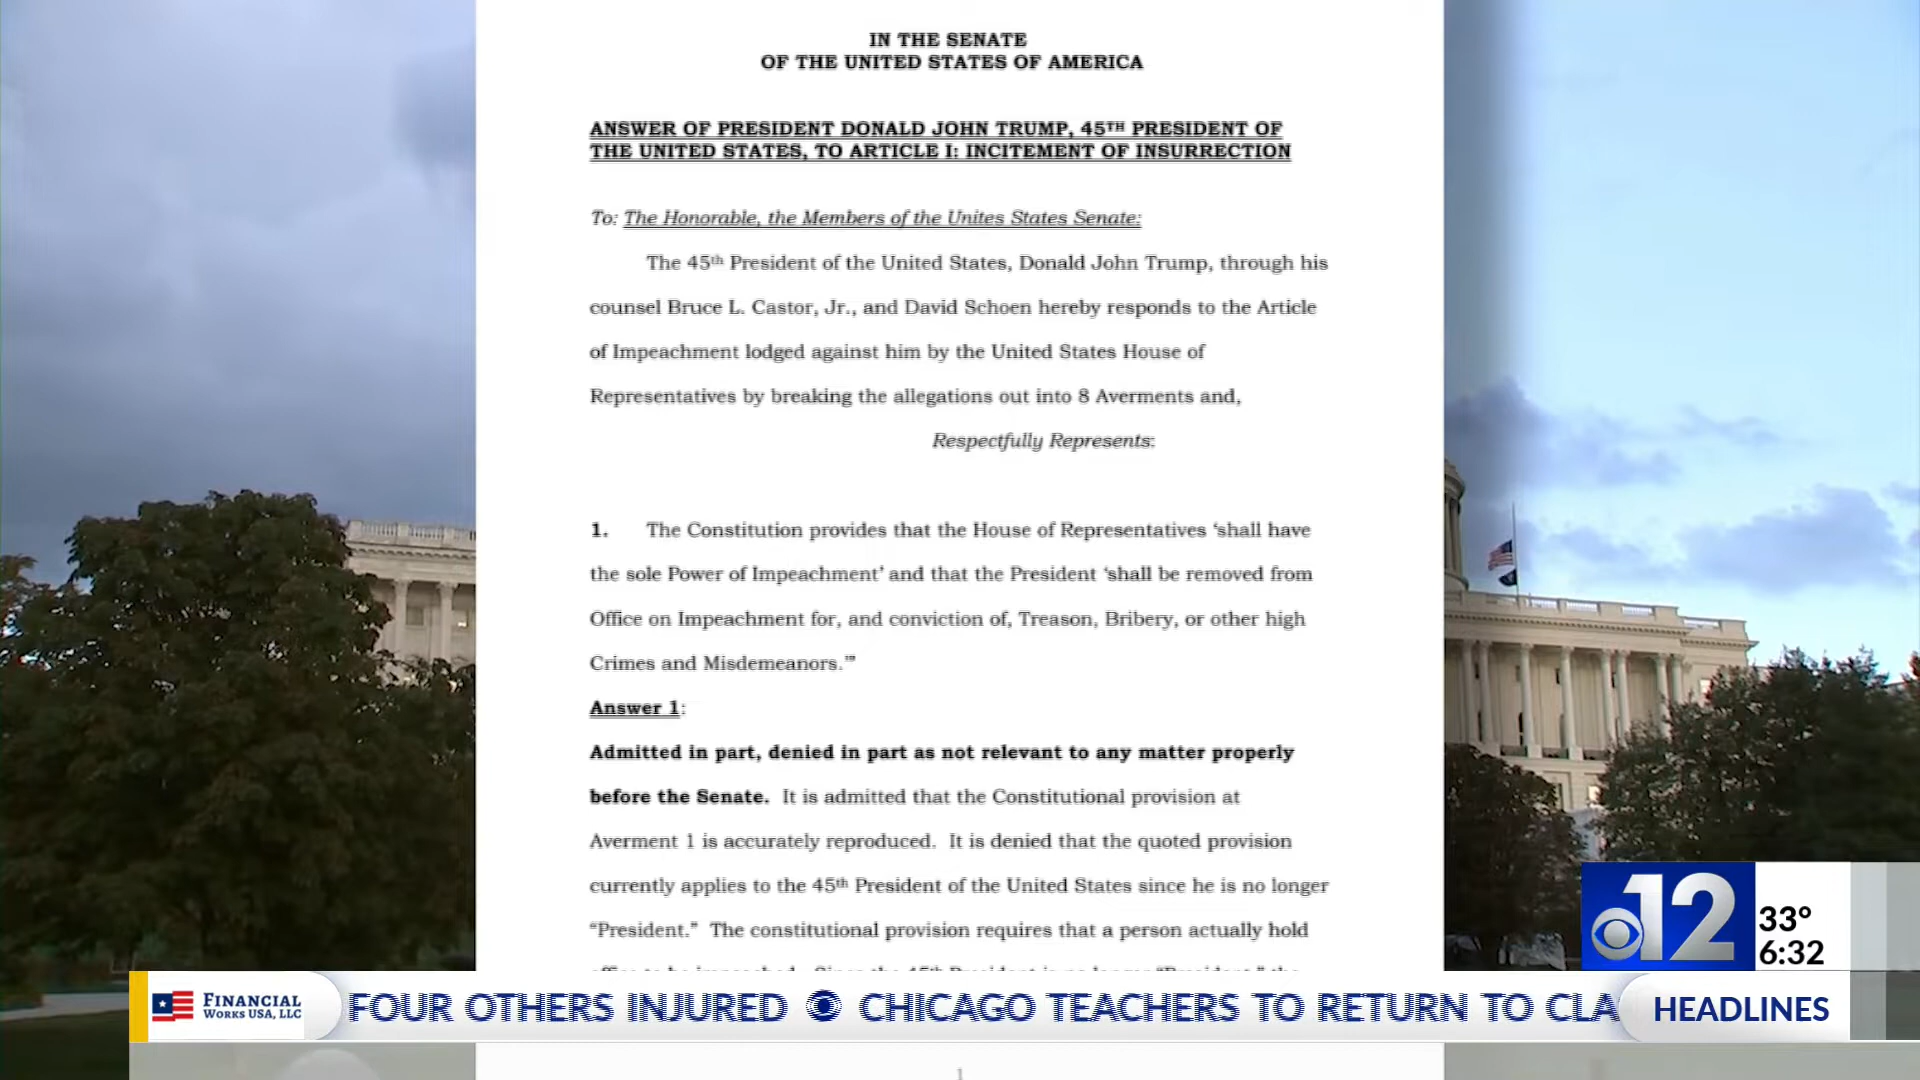 IN THE SENATE
OF THE UNITED STATES OF AMERICA
ANSWER OF PRESIDENT DONALD JOHN TRUMP, 45TH PRESIDENT OF
THE UNITED STATES, TO ARTICLE I: INCITEMENT OF INSURRECTION
To: The Honorable, the Members of the Unites States Senate:
The 45th President of the United States, Donald John Trump, through his
counsel Bruce L. Castor, Jr., and David Schoen hereby responds to the Article
of Impeachment lodged against him by the United States House of
Representatives by breaking the allegations out into 8 Averments and,
Respectfully Represents:
1. The Constitution provides that the House of Representatives ‘shall have
the sole Power of Impeachment’ and that the President ‘shall be removed from
Office on Impeachment for, and conviction of, Treason, Bribery, or other high
Crimes and Misdemeanors.’”
Answer 1:
Admitted in part, denied in part as not relevant to any matter properly
before the Senate. It is admitted that the Constitutional provision at
Averment 1 is accurately reproduced. It is denied that the quoted provision
currently applies to the 45th President of the United States since he is no longer
“President.” The constitutional provision requires that a person actually hold
12
33°
6:32
FINANCIAL
WORKS USA, LLC
FOUR OTHERS INJURED CHICAGO TEACHERS TO RETURN TO CLA
HEADLINES
1